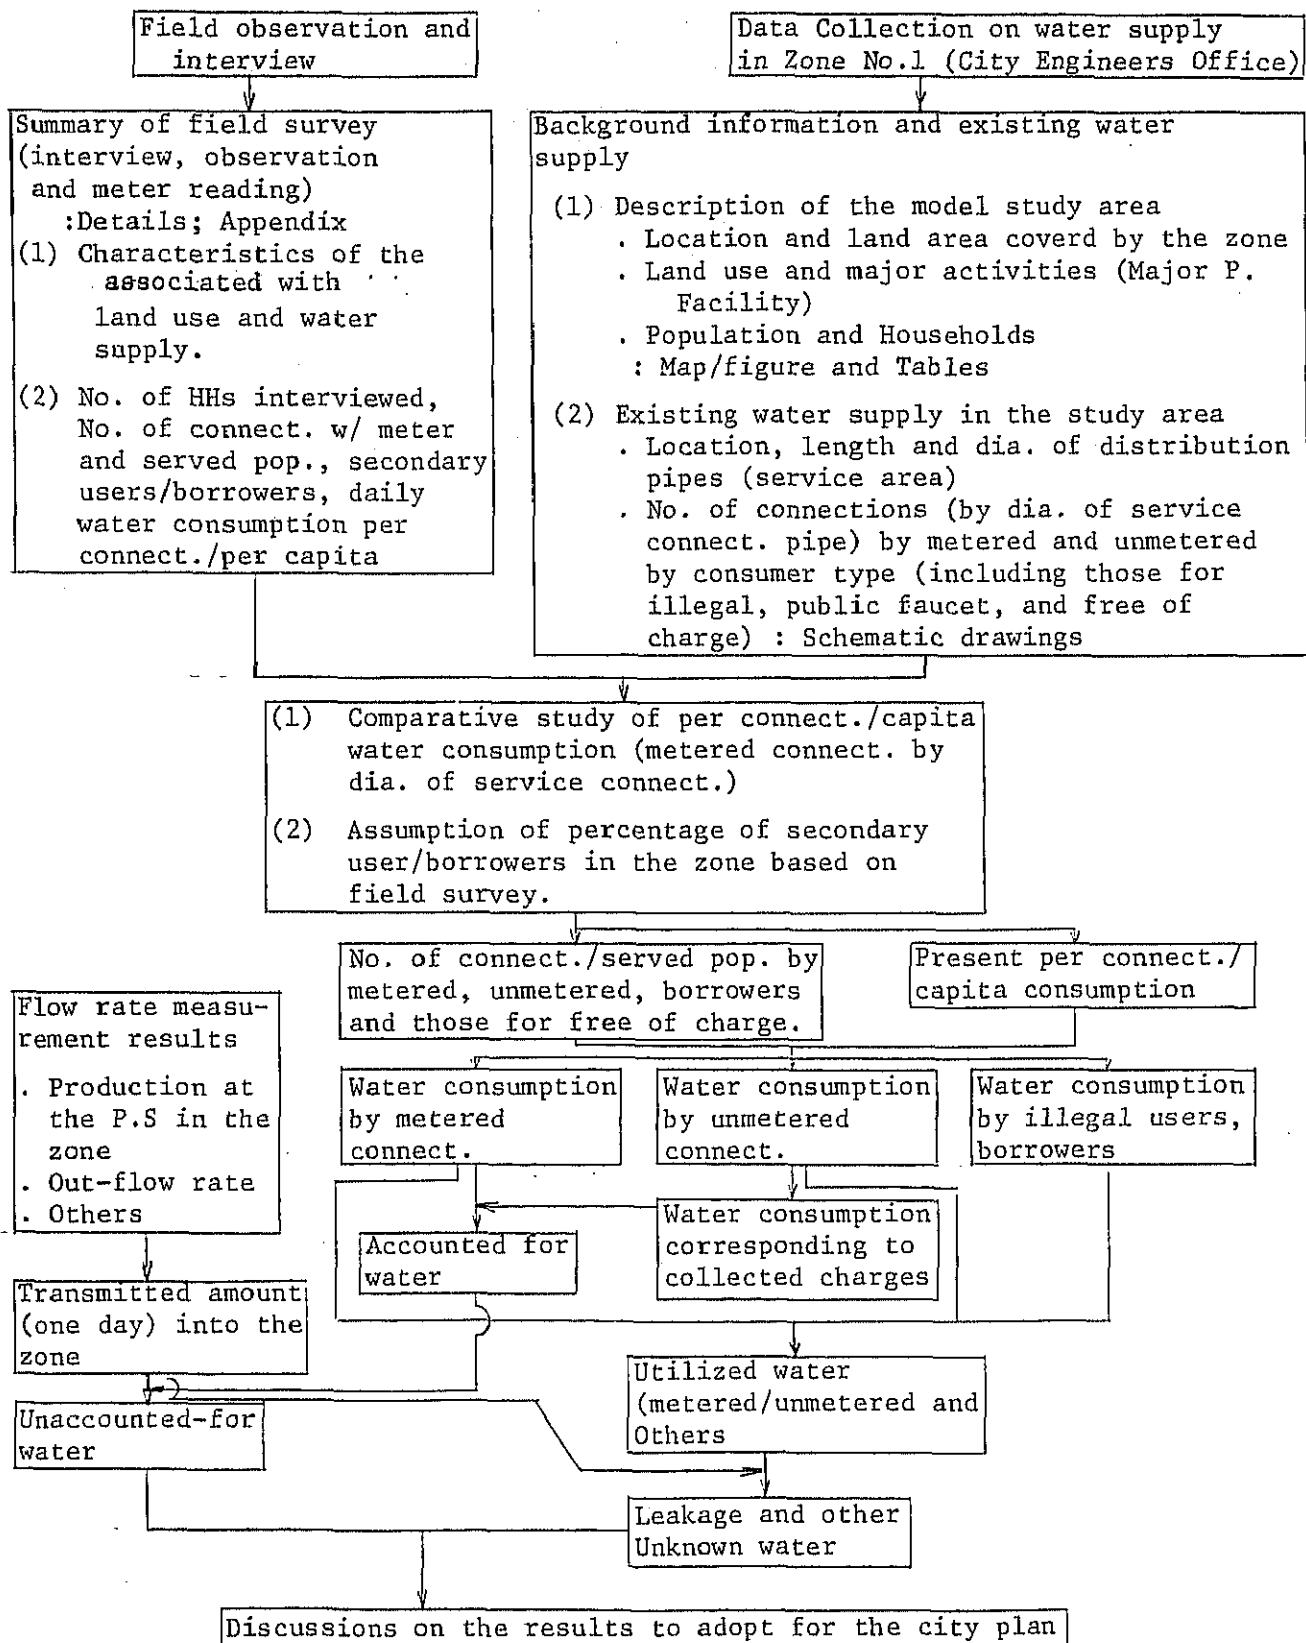 Field observation and
interview
Data Collection on water supply
in Zone No.1 (City Engineers Office)
Summary of field survey
(interview, observation
and meter reading)
:Details; Appendix
(1) Characteristics of the
associated with
land use and water
supply.
(2) No. of HHs interviewed,
No. of connect. w/ meter
and served pop., secondary
users/borrowers, daily
water consumption per
connect./per capita
Background information and existing water
supply
(1) Description of the model study area
. Location and land area coverd by the zone
. Land use and major activities (Major P.
Facility)
. Population and Households
: Map/figure and Tables
(2) Existing water supply in the study area
. Location, length and dia. of distribution
pipes (service area)
. No. of connections (by dia. of service
connect. pipe) by metered and unmetered
by consumer type (including those for
illegal, public faucet, and free of
charge) : Schematic drawings
(1) Comparative study of per connect./capita
water consumption (metered connect. by
dia. of service connect.)
(2) Assumption of percentage of secondary
user/borrowers in the zone based on
field survey.
No. of connect./served pop. by
metered, unmetered, borrowers
and those for free of charge.
Present per connect./
capita consumption
Flow rate measu-
rement results
. Production at
the P.S in the
zone
. Out-flow rate
. Others
Water consumption
by metered
connect.
Water consumption
by unmetered
connect.
Water consumption
by illegal users,
borrowers
Accounted for
water
Water consumption
corresponding to
collected charges
Transmitted amount
(one day) into the
zone
Utilized water
(metered/unmetered and
Others
Unaccounted-for
water
Leakage and other
Unknown water
Discussions on the results to adopt for the city plan